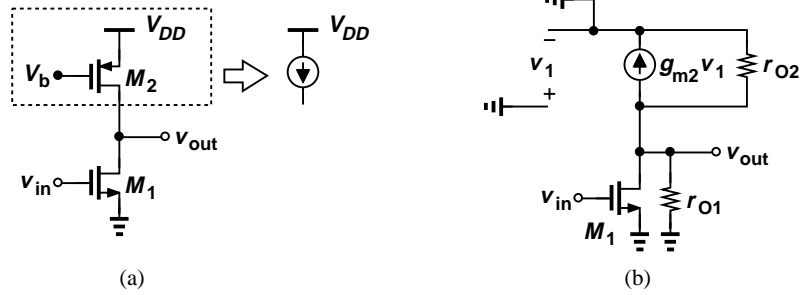 V_DD
V_DD
V_b
M_2
v_out
v_in
M_1
(a)
−
v_1
+
g_m2 v_1
r_O2
v_out
v_in
M_1
r_O1
(b)